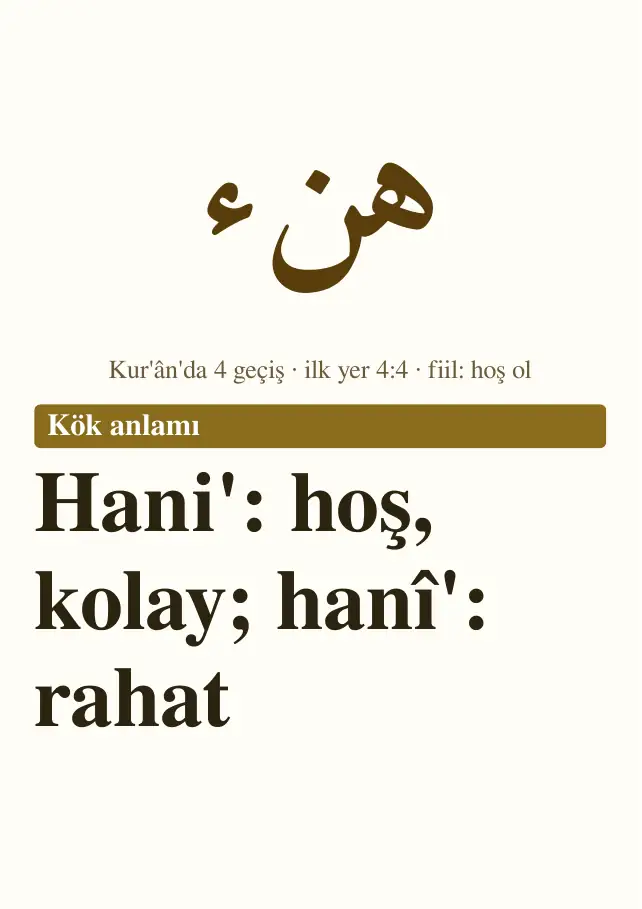 هن ء
Kur'ân'da 4 geçiş · ilk yer 4:4 · fiil: hoş ol
Kök anlamı
Hani': hoş,
kolay; hanî':
rahat